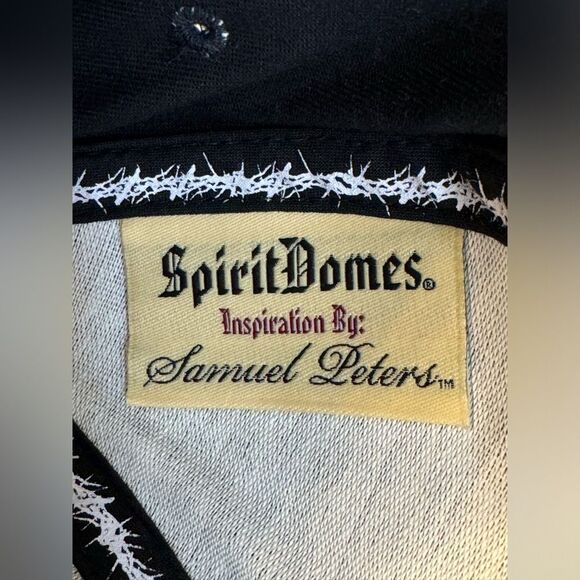 SpiritDomes®
Inspiration By:
Samuel Peters™